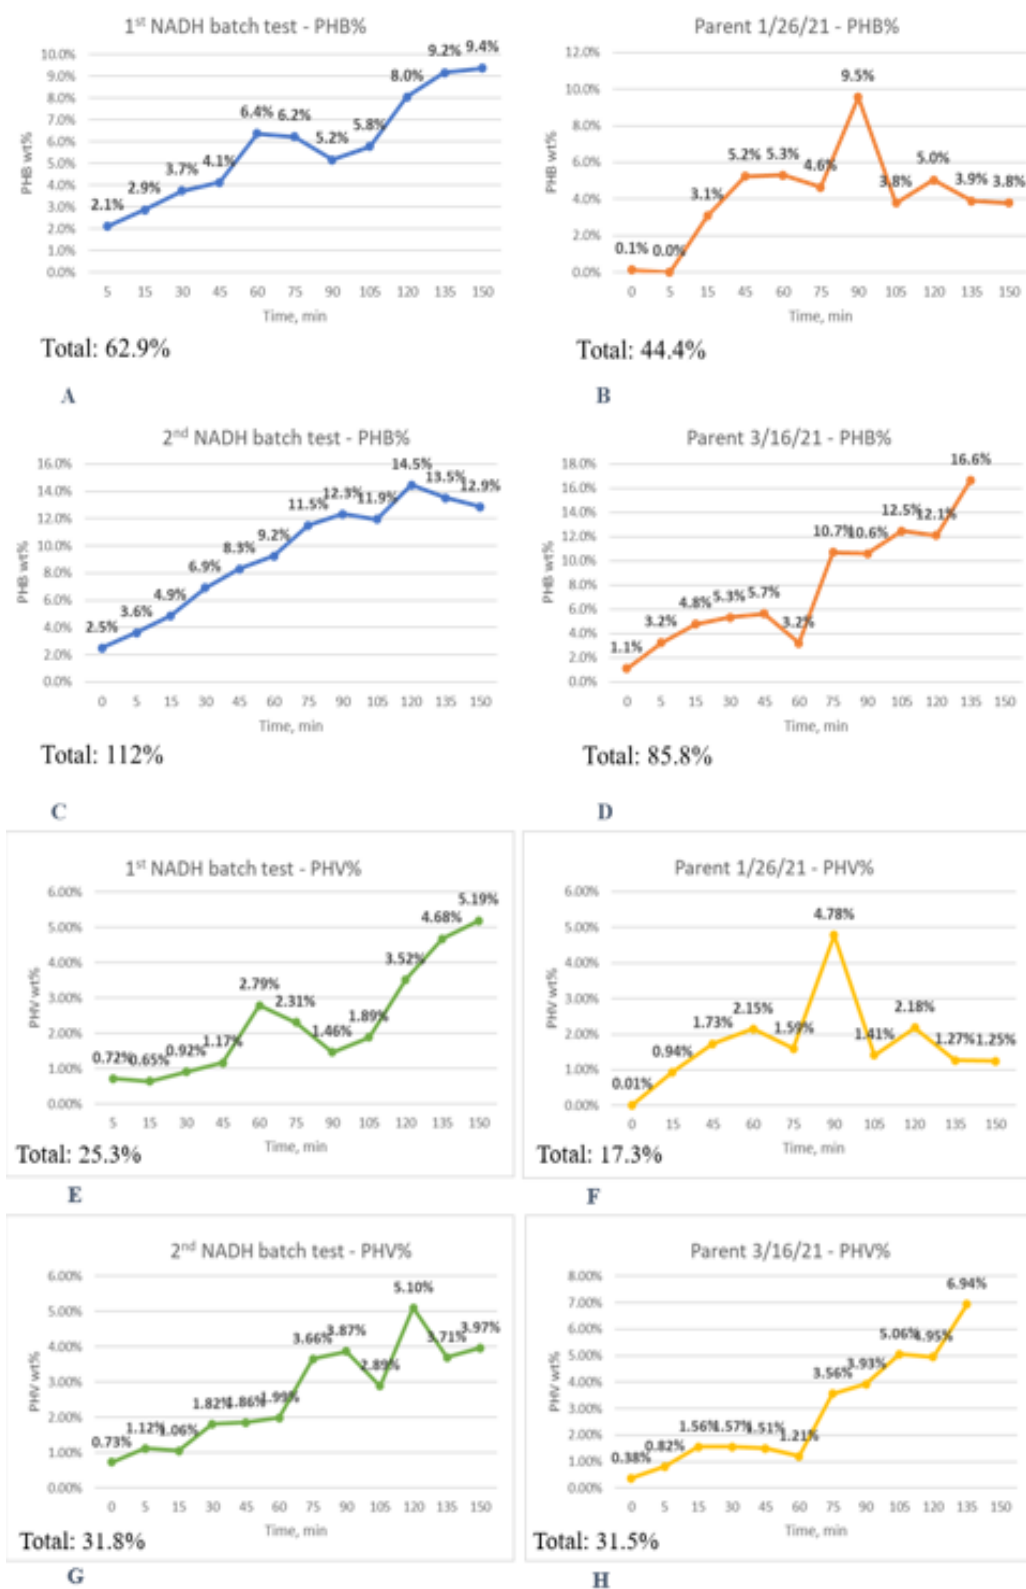 1st NADH batch test - PHB%
10.0%
9.0%
8.0%
7.0%
6.0%
5.0%
4.0%
3.0%
2.0%
1.0%
0.0%
PHB wt%
2.1% 2.9% 3.7% 4.1% 6.4% 6.2% 5.2% 5.8% 8.0% 9.2% 9.4%
5 15 30 45 60 75 90 105 120 135 150
Time, min
Total: 62.9%
A
Parent 1/26/21 - PHB%
12.0%
10.0%
8.0%
6.0%
4.0%
2.0%
0.0%
PHB wt%
0.1% 0.0% 3.1% 5.2% 5.3% 4.6% 9.5% 3.8% 5.0% 3.9% 3.8%
0 5 15 45 60 75 90 105 120 135 150
Time, min
Total: 44.4%
B
2nd NADH batch test - PHB%
16.0%
14.0%
12.0%
10.0%
8.0%
6.0%
4.0%
2.0%
0.0%
PHB wt%
2.5% 3.6% 4.9% 6.9% 8.3% 9.2% 11.5% 12.3% 11.9% 14.5% 13.5% 12.9%
0 5 15 30 45 60 75 90 105 120 135 150
Time, min
Total: 112%
C
Parent 3/16/21 - PHB%
18.0%
16.0%
14.0%
12.0%
10.0%
8.0%
6.0%
4.0%
2.0%
0.0%
PHB wt%
1.1% 3.2% 4.8% 5.3% 5.7% 3.2% 10.7% 10.6% 12.5% 12.1% 16.6%
0 5 15 30 45 60 75 90 105 120 135 150
Time, min
Total: 85.8%
D
1st NADH batch test - PHV%
6.00%
5.00%
4.00%
3.00%
2.00%
1.00%
0.00%
PHV wt%
0.72% 0.65% 0.92% 1.17% 2.79% 2.31% 1.46% 1.89% 3.52% 4.68% 5.19%
5 15 30 45 60 75 90 105 120 135 150
Time, min
Total: 25.3%
E
Parent 1/26/21 - PHV%
6.00%
5.00%
4.00%
3.00%
2.00%
1.00%
0.00%
PHV wt%
0.01% 0.94% 1.73% 2.15% 1.59% 4.78% 1.41% 2.18% 1.27% 1.25%
0 15 45 60 75 90 105 120 135 150
Time, min
Total: 17.3%
F
2nd NADH batch test - PHV%
6.00%
5.00%
4.00%
3.00%
2.00%
1.00%
0.00%
PHV wt%
0.73% 1.12% 1.06% 1.82% 1.86% 1.99% 3.66% 3.87% 2.89% 5.10% 3.71% 3.97%
0 5 15 30 45 60 75 90 105 120 135 150
Time, min
Total: 31.8%
G
Parent 3/16/21 - PHV%
8.00%
7.00%
6.00%
5.00%
4.00%
3.00%
2.00%
1.00%
0.00%
PHV wt%
0.38% 0.82% 1.56% 1.57% 1.51% 1.21% 3.56% 3.93% 5.06% 4.95% 6.94%
0 5 15 30 45 60 75 90 105 120 135 150
Time, min
Total: 31.5%
H